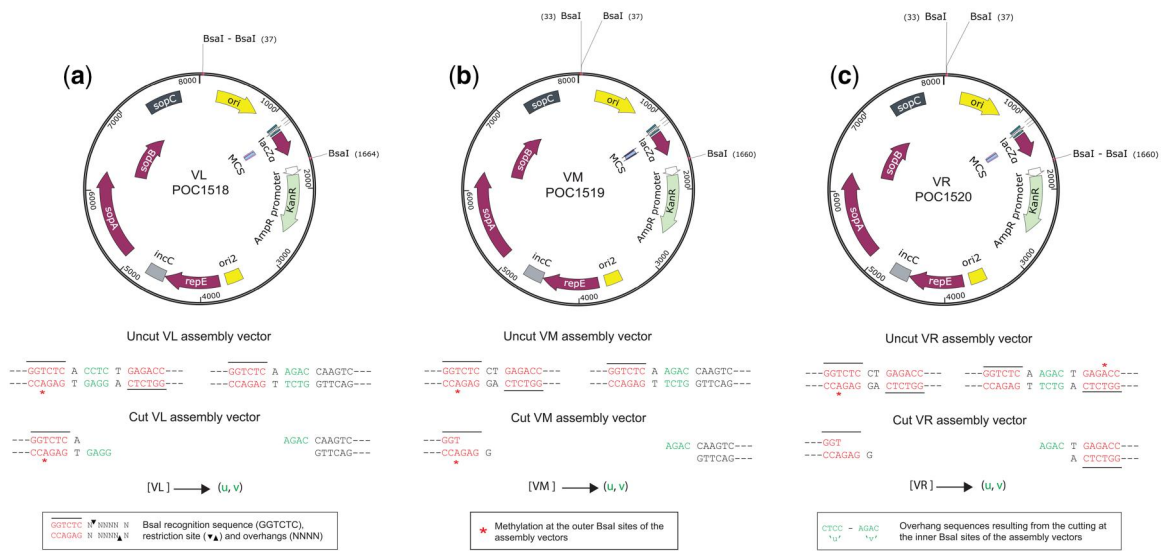 (a)
BsaI - BsaI (37)
8000
1000
2000
3000
4000
5000
6000
7000
sopC
ori
lacZα
MCS
BsaI (1664)
sopB
VL
POC1518
AmpR promoter
KanR
sopA
incC
repE
ori2
Uncut VL assembly vector
---GGTCTC A CCTC T GAGACC---
---CCAGAG T GAGG A CTCTGG---
*
---GGTCTC A AGAC CAAGTC---
---CCAGAG T TCTG GTTCAG---
Cut VL assembly vector
---GGTCTC A
---CCAGAG T GAGG
*
AGAC CAAGTC---
GTTCAG---
[VL] (u, v)
GGTCTC N NNNN N
CCAGAG N NNNN N
BsaI recognition sequence (GGTCTC),
restriction site (▼▲) and overhangs (NNNN)
(b)
(33) BsaI
BsaI (37)
8000
1000
2000
3000
4000
5000
6000
7000
sopC
ori
lacZα
MCS
BsaI (1660)
sopB
VM
POC1519
AmpR promoter
KanR
sopA
incC
repE
ori2
Uncut VM assembly vector
---GGTCTC CT GAGACC---
---CCAGAG GA CTCTGG---
*
---GGTCTC A AGAC CAAGTC---
---CCAGAG T TCTG GTTCAG---
Cut VM assembly vector
---GGT
---CCAGAG G
*
AGAC CAAGTC---
GTTCAG---
[VM] (u, v)
* Methylation at the outer BsaI sites of the
assembly vectors
(c)
(33) BsaI
BsaI (37)
8000
1000
2000
3000
4000
5000
6000
7000
sopC
ori
lacZα
MCS
BsaI - BsaI (1660)
sopB
VR
POC1520
AmpR promoter
KanR
sopA
incC
repE
ori2
Uncut VR assembly vector
---GGTCTC CT GAGACC---
---CCAGAG GA CTCTGG---
*
*
---GGTCTC A AGAC T GAGACC---
---CCAGAG T TCTG A CTCTGG---
Cut VR assembly vector
---GGT
---CCAGAG G
AGAC T GAGACC---
A CTCTGG---
[VR] (u, v)
CTCC - AGAC
'u' 'v'
Overhang sequences resulting from the cutting at
the inner BsaI sites of the assembly vectors